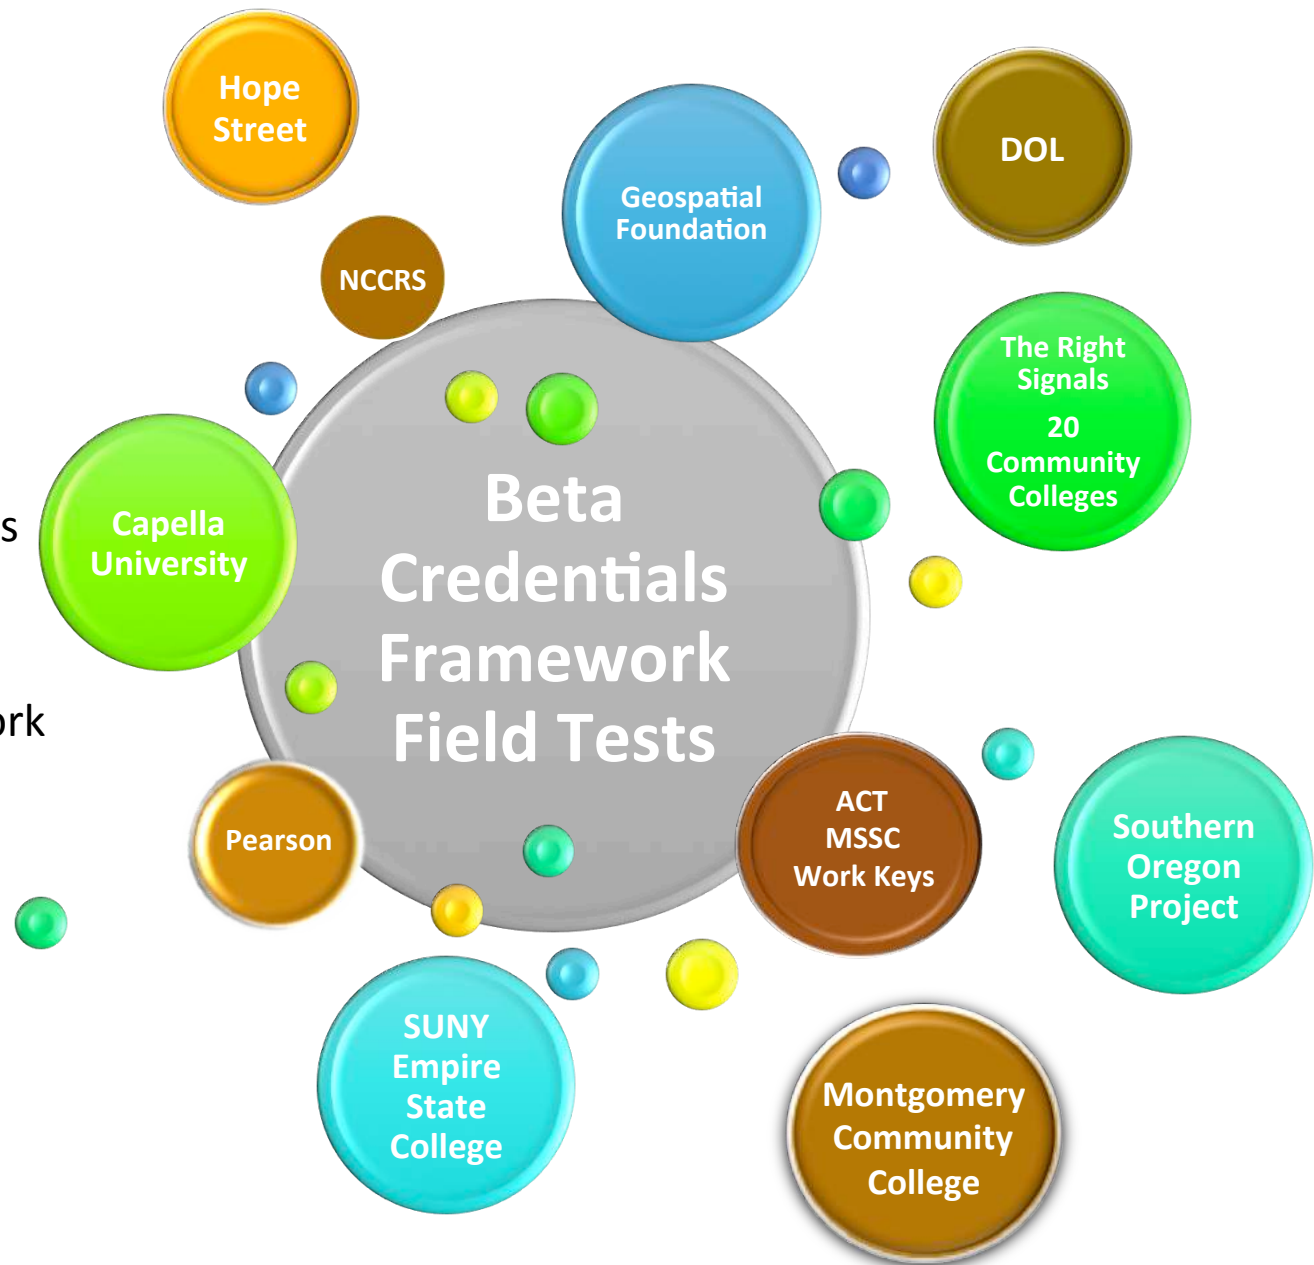 Hope
Street
DOL
Geospatial
Foundation
NCCRS
The Right
Signals
20
Community
Colleges
Beta
Credentials
Framework
Field Tests
Capella
University
s
ork
Pearson
ACT
MSSC
Work Keys
Southern
Oregon
Project
SUNY
Empire
State
College
Montgomery
Community
College